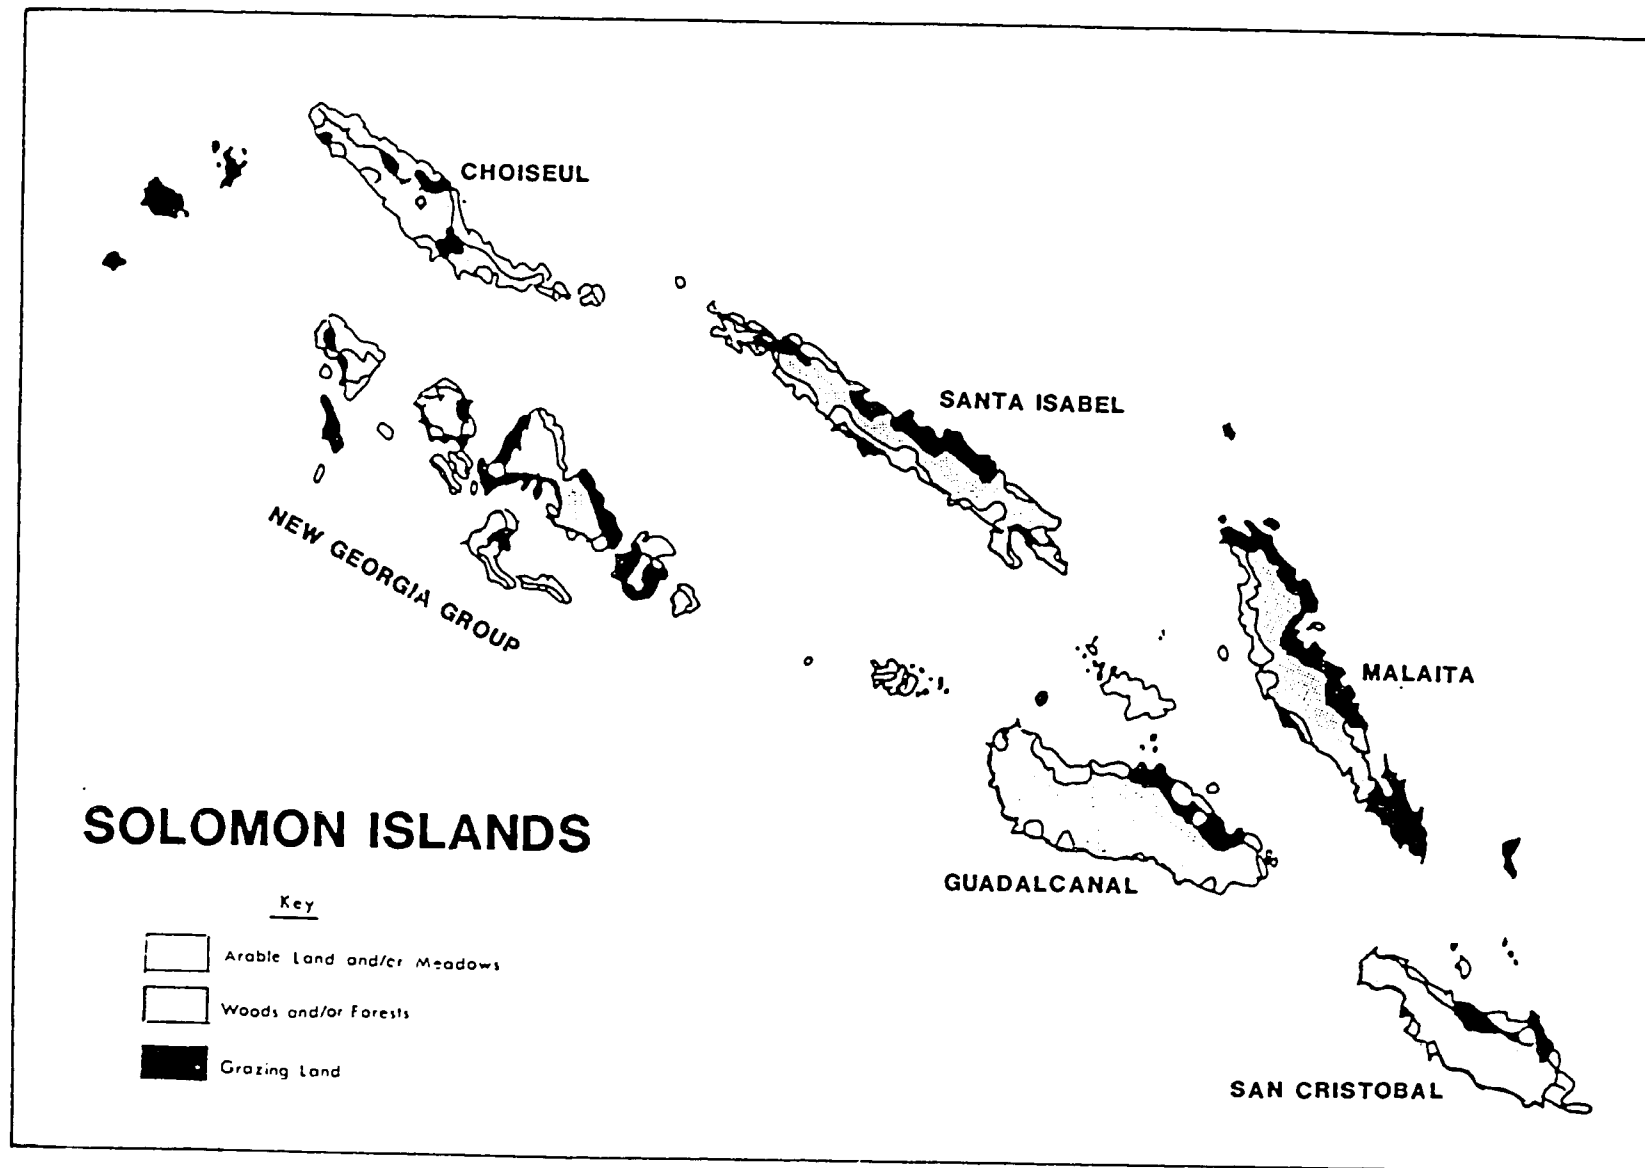 CHOISEUL
SANTA ISABEL
NEW GEORGIA GROUP
MALAITA
SOLOMON ISLANDS
GUADALCANAL
Key
Arable Land and/or Meadows
Woods and/or Forests
Grazing Land
SAN CRISTOBAL